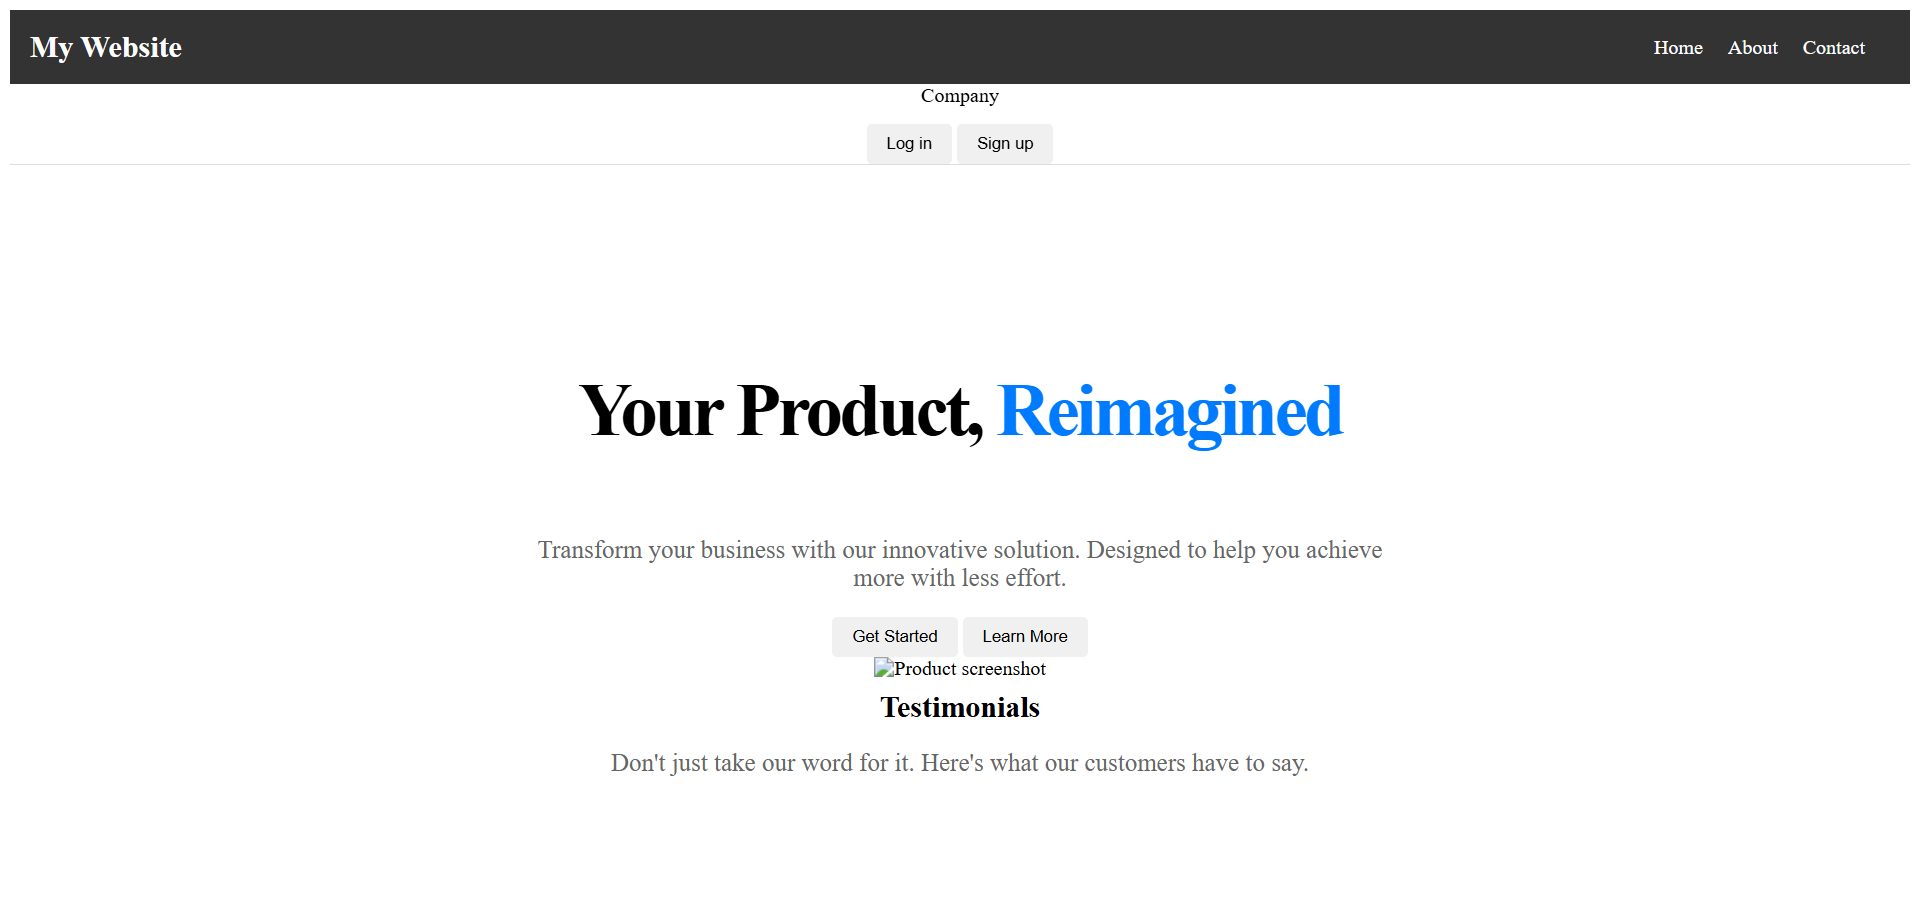 My Website
Home About Contact
Company
Log in Sign up
Your Product, Reimagined
Transform your business with our innovative solution. Designed to help you achieve
more with less effort.
Get Started Learn More
Product screenshot
Testimonials
Don't just take our word for it. Here's what our customers have to say.